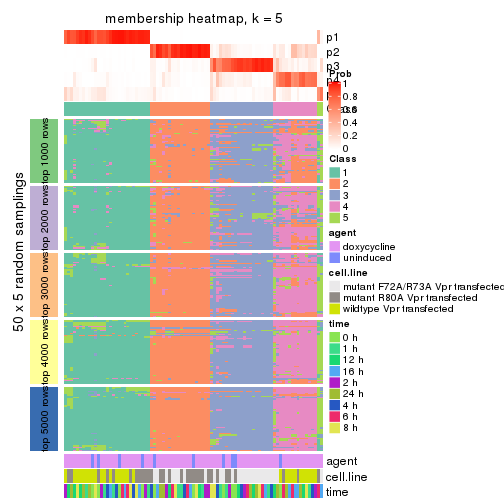 membership heatmap, k = 5
p1
p2
p3
Prob
1
0.8
0.6
0.4
0.2
0
Class
1
2
3
4
5
agent
doxycycline
uninduced
cell.line
mutant F72A/R73A Vpr transfected
mutant R80A Vpr transfected
wildtype Vpr transfected
time
0 h
1 h
12 h
16 h
2 h
24 h
4 h
6 h
8 h
50 x 5 random samplings
top 1000 rows
top 2000 rows
top 3000 rows
top 4000 rows
top 5000 rows
agent
cell.line
time